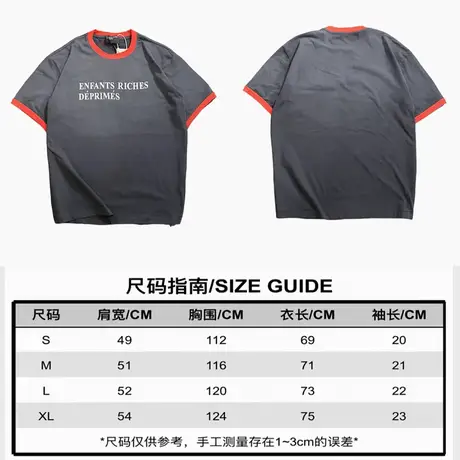 ENFANTS RICHES
DÉPRIMÉS
尺码指南/SIZE GUIDE
尺码 肩宽/CM 胸围/CM 衣长/CM 袖长/CM
S 49 112 69 20
M 51 116 71 21
L 52 120 73 22
XL 54 124 75 23
*尺码仅供参考，手工测量存在1~3cm的误差*